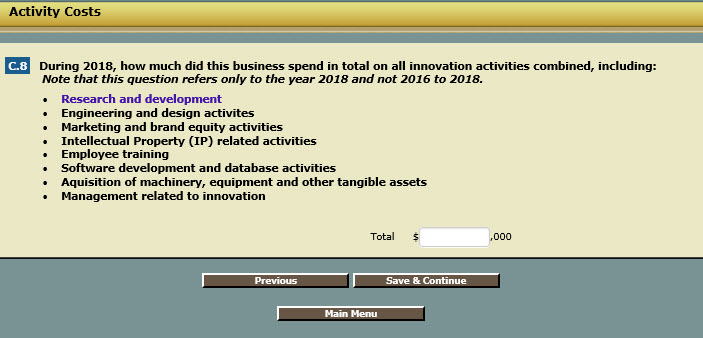 Activity Costs
C.8 During 2018, how much did this business spend in total on all innovation activities combined, including:
Note that this question refers only to the year 2018 and not 2016 to 2018.
• Research and development
• Engineering and design activites
• Marketing and brand equity activities
• Intellectual Property (IP) related activities
• Employee training
• Software development and database activities
• Aquisition of machinery, equipment and other tangible assets
• Management related to innovation
Total $ ,000
Previous Save & Continue
Main Menu